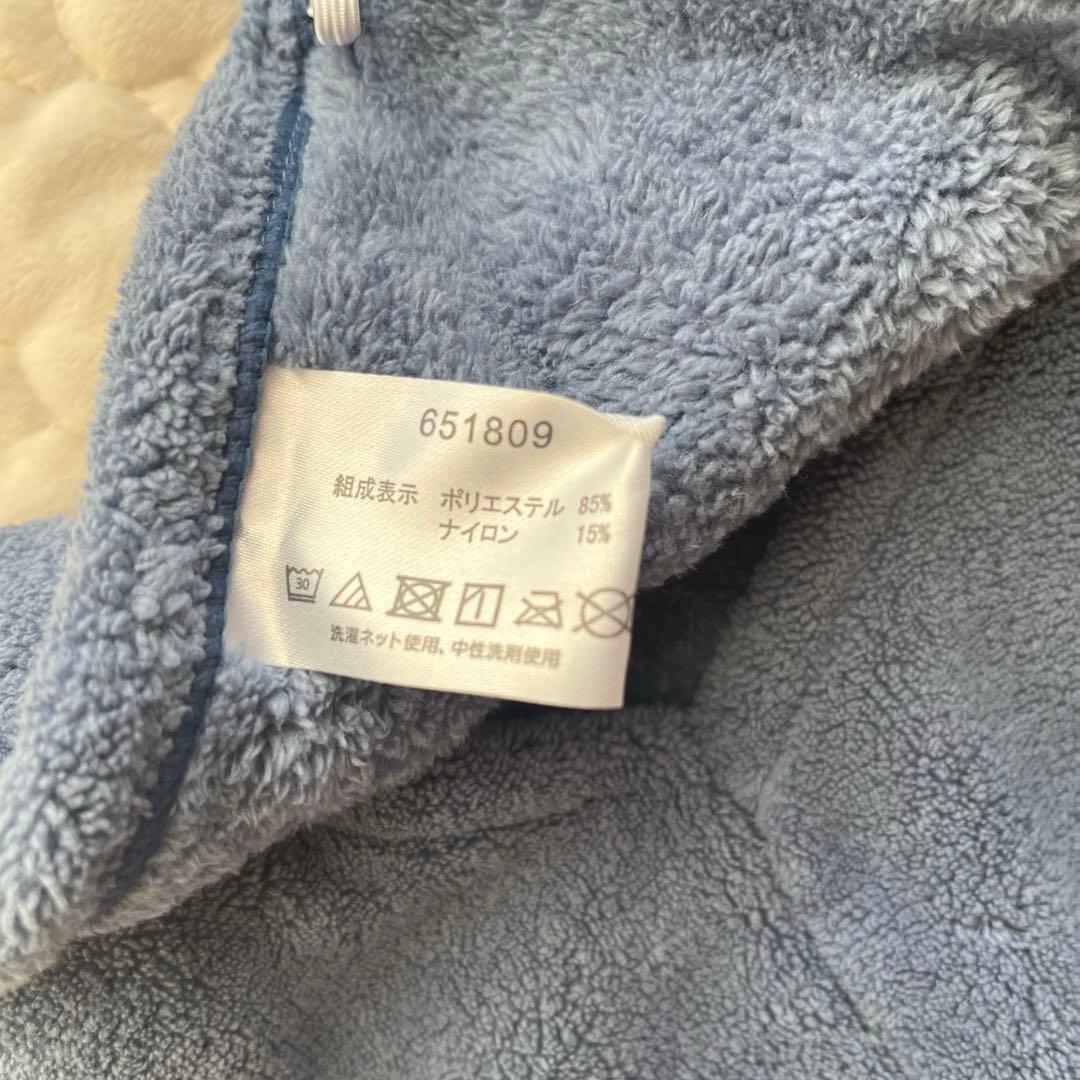 651809
組成表示 ポリエステル 85%
ナイロン 15%
30
洗濯ネット使用、中性洗剤使用